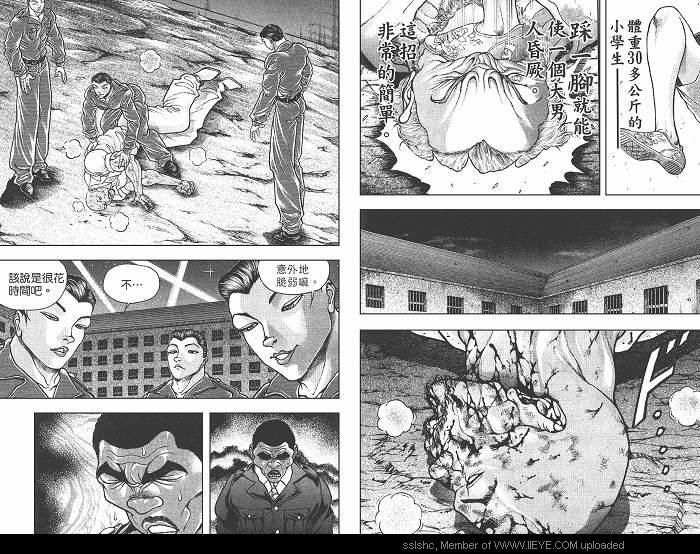 體重30多公斤的
小學生
踩一腳就能
使一個大男
人昏厥。
這招
非常的簡單。
意外地
脆弱嘛。
不…
該說是很花
時間吧。
sslshc, Member of WWW.IIEYE.COM uploaded